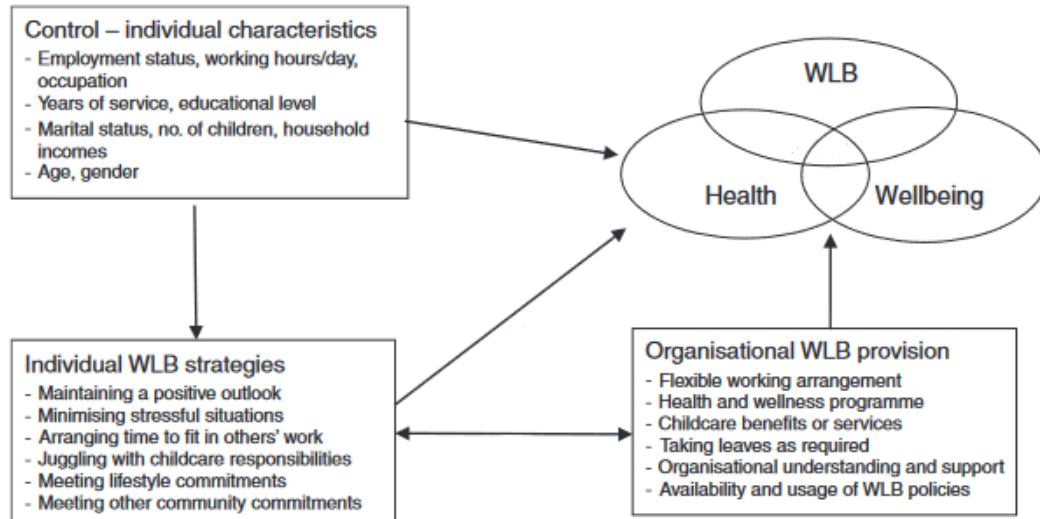 Control – individual characteristics
- Employment status, working hours/day,
occupation
- Years of service, educational level
- Marital status, no. of children, household
incomes
- Age, gender
WLB
Health
Wellbeing
Individual WLB strategies
- Maintaining a positive outlook
- Minimising stressful situations
- Arranging time to fit in others' work
- Juggling with childcare responsibilities
- Meeting lifestyle commitments
- Meeting other community commitments
Organisational WLB provision
- Flexible working arrangement
- Health and wellness programme
- Childcare benefits or services
- Taking leaves as required
- Organisational understanding and support
- Availability and usage of WLB policies